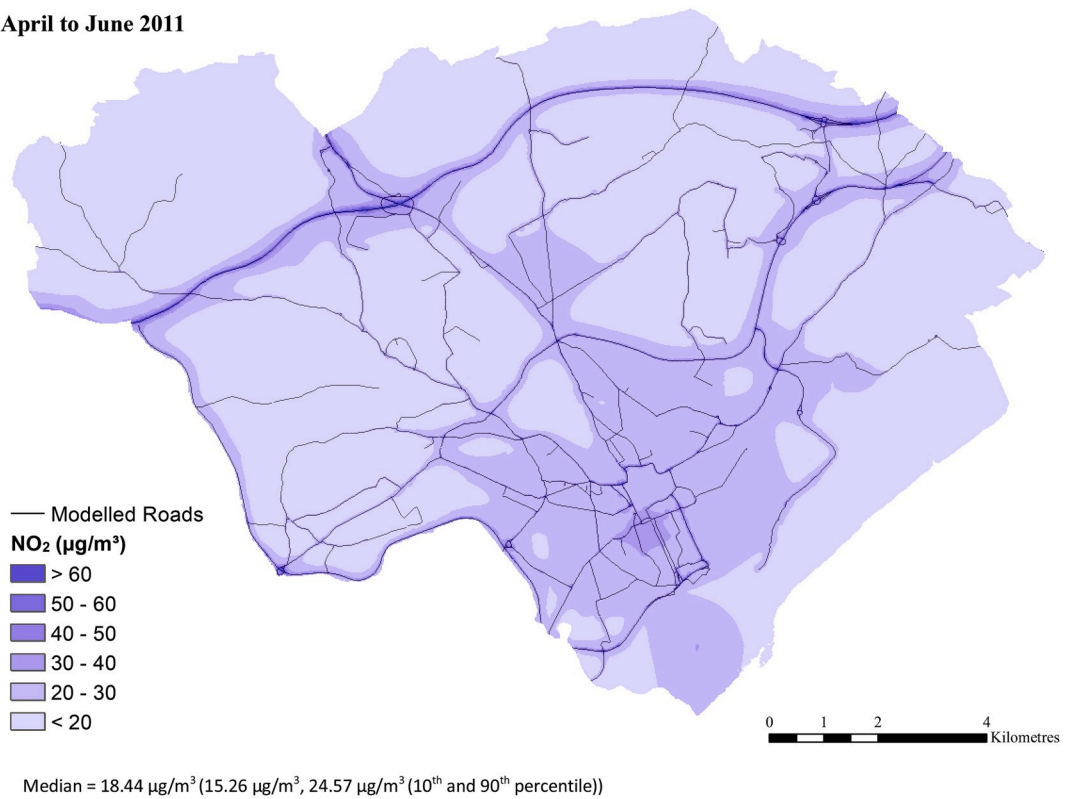 April to June 2011
Modelled Roads
NO₂ (µg/m³)
> 60
50 - 60
40 - 50
30 - 40
20 - 30
< 20
0 1 2 4
Kilometres
Median = 18.44 µg/m³ (15.26 µg/m³, 24.57 µg/m³ (10th and 90th percentile))